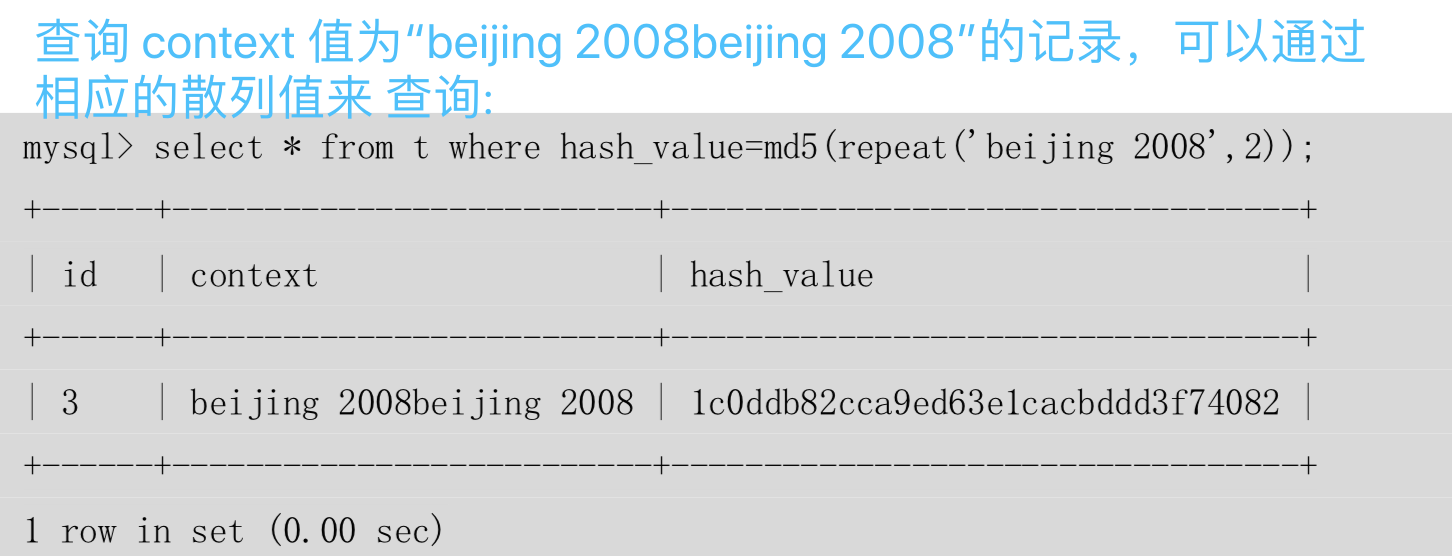 查询 context 值为“beijing 2008beijing 2008”的记录，可以通过
相应的散列值来 查询:
mysql> select * from t where hash_value=md5(repeat('beijing 2008',2));
+------+--------------------------+----------------------------------+
| id | context | hash_value |
+------+--------------------------+----------------------------------+
| 3 | beijing 2008beijing 2008 | 1c0ddb82cca9ed63e1cacbddd3f74082 |
+------+--------------------------+----------------------------------+
1 row in set (0.00 sec)